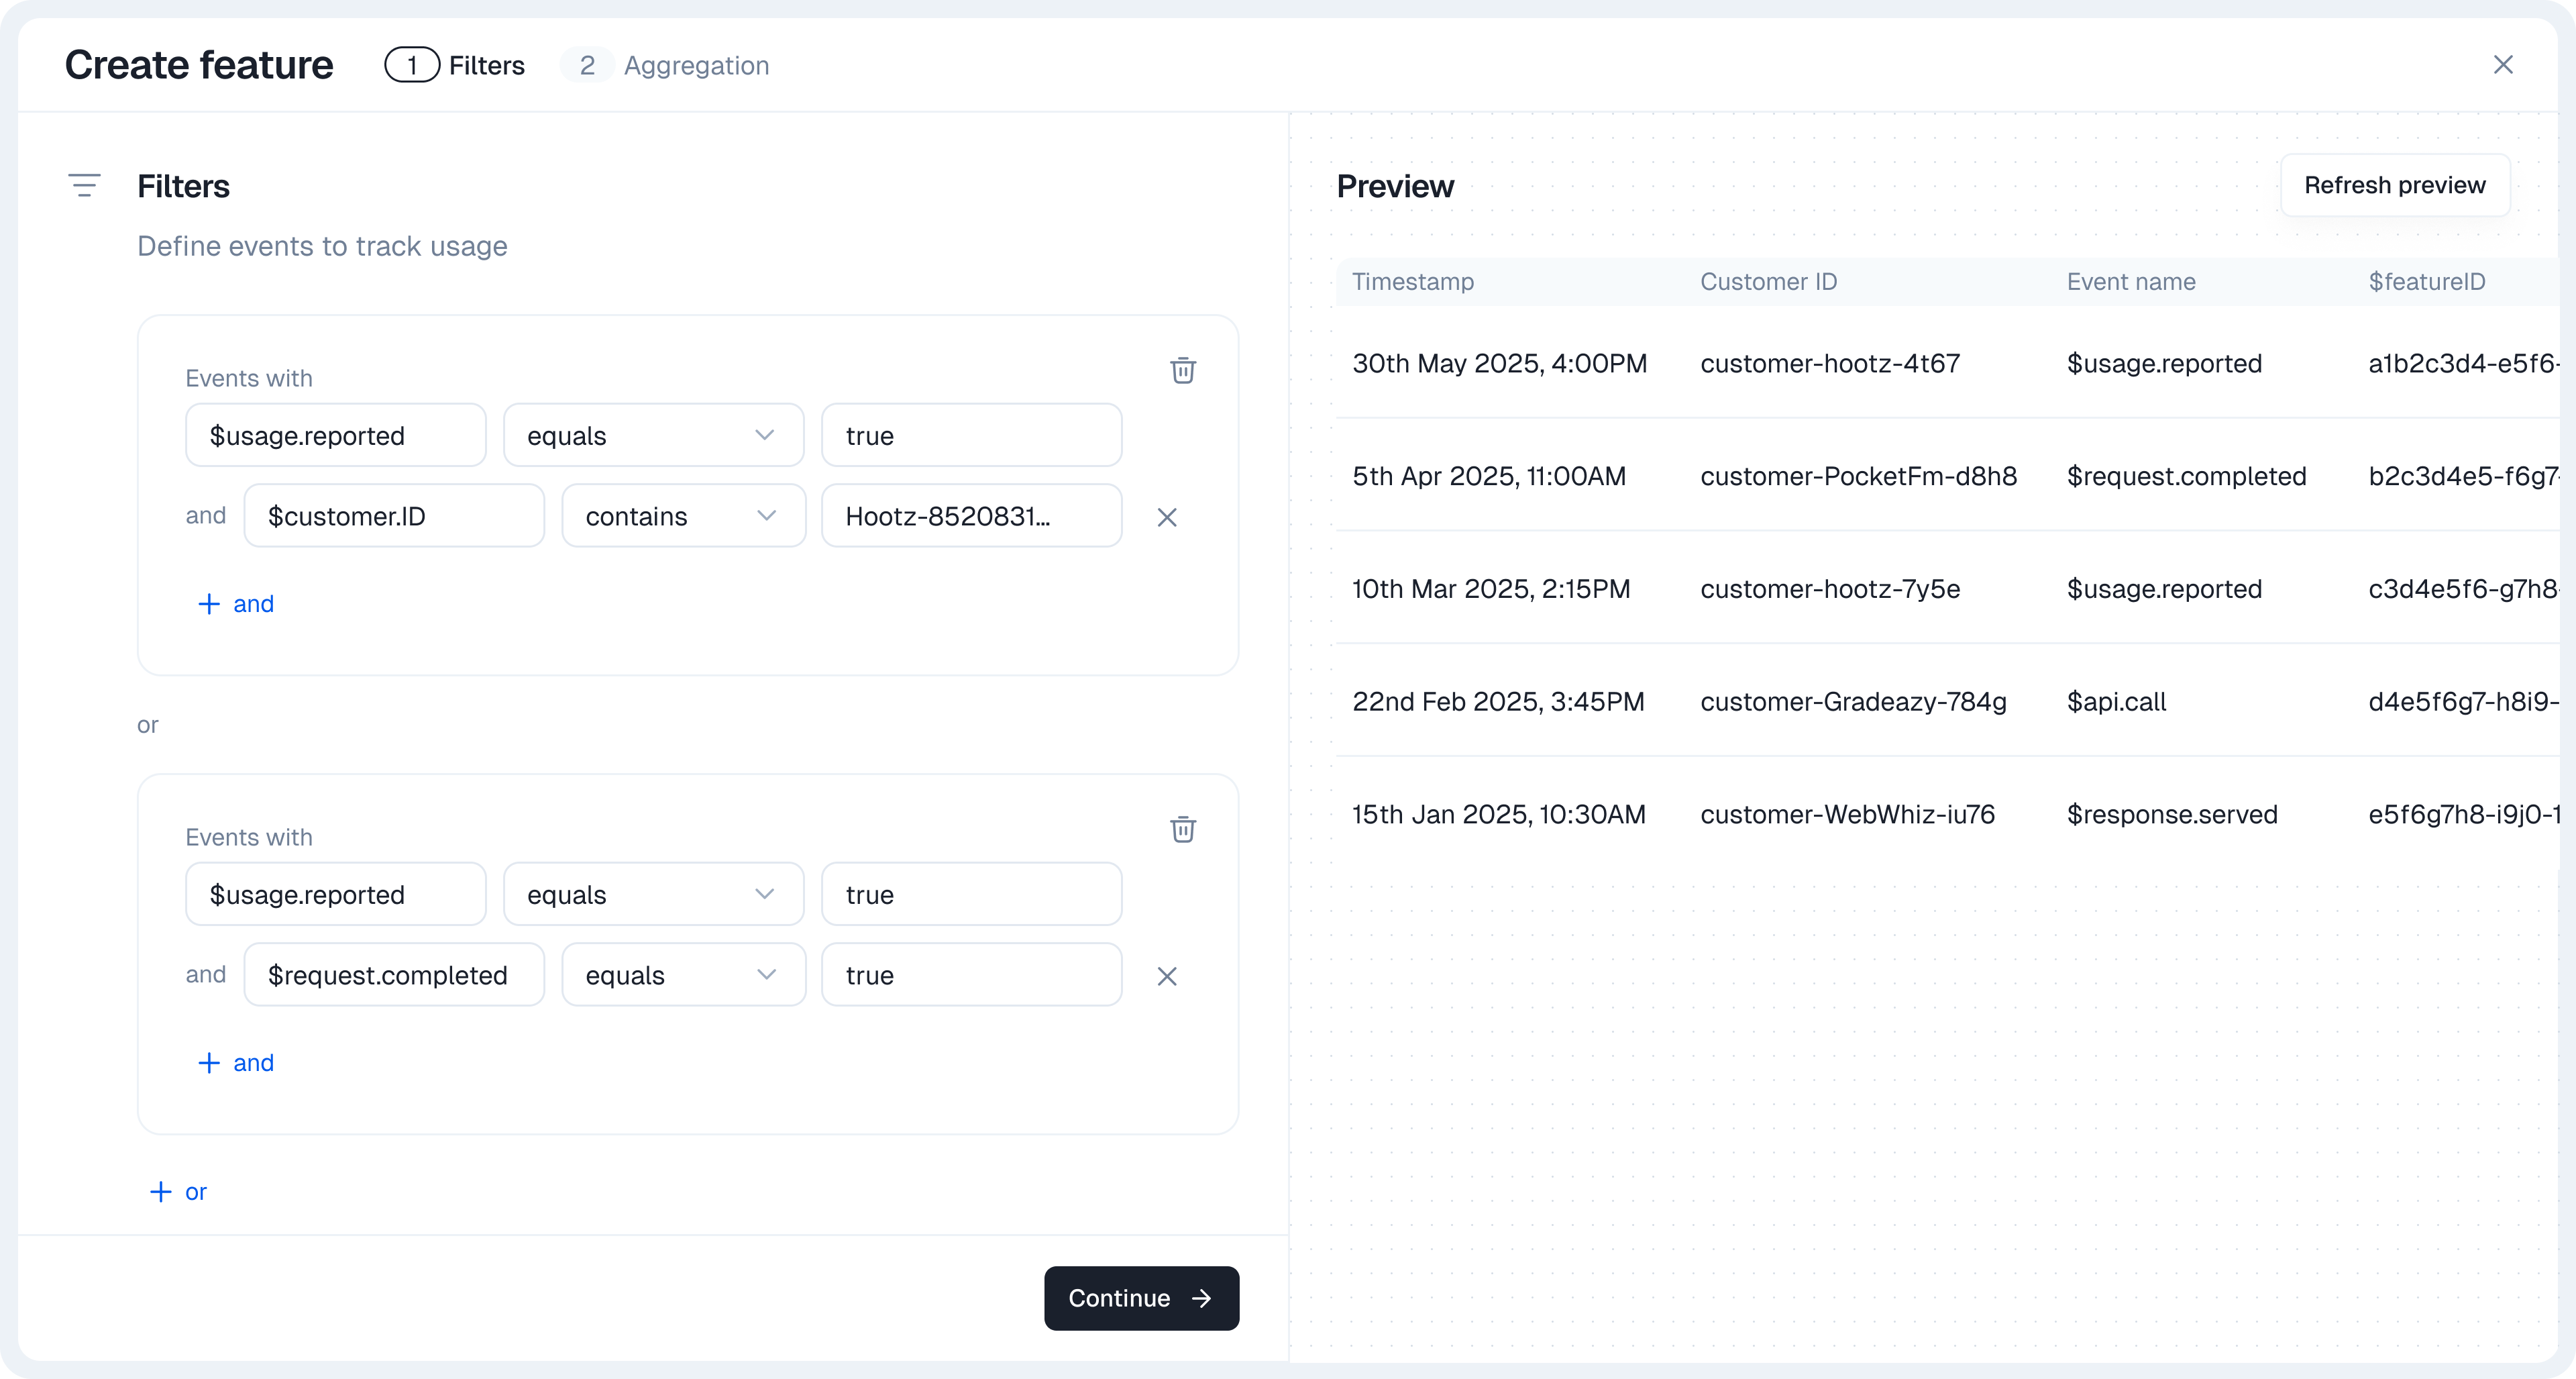 Create feature 1 Filters 2 Aggregation
Filters
Define events to track usage
Events with
$usage.reported equals true
and $customer.ID contains Hootz-8520831...
+ and
or
Events with
$usage.reported equals true
and $request.completed equals true
+ and
+ or
Continue →
Preview Refresh preview
Timestamp Customer ID Event name $featureID
30th May 2025, 4:00PM customer-hootz-4t67 $usage.reported a1b2c3d4-e5f6-
5th Apr 2025, 11:00AM customer-PocketFm-d8h8 $request.completed b2c3d4e5-f6g7-
10th Mar 2025, 2:15PM customer-hootz-7y5e $usage.reported c3d4e5f6-g7h8-
22nd Feb 2025, 3:45PM customer-Gradeazy-784g $api.call d4e5f6g7-h8i9-
15th Jan 2025, 10:30AM customer-WebWhiz-iu76 $response.served e5f6g7h8-i9j0-1